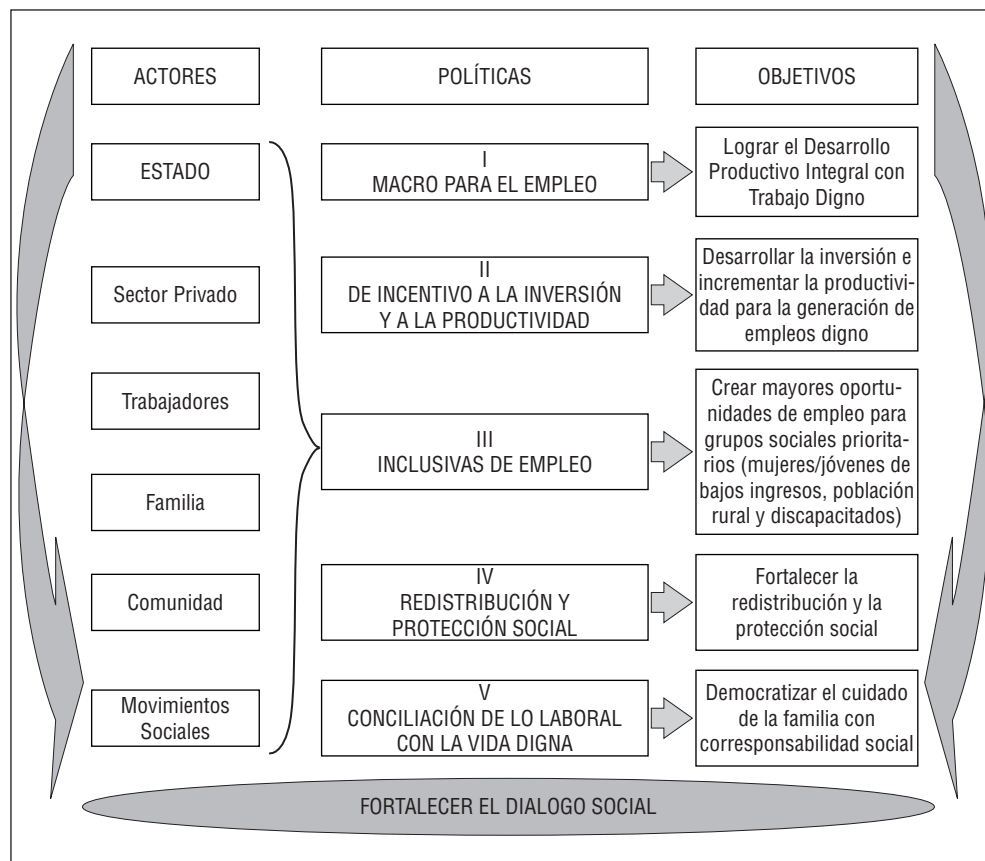 ACTORES
POLÍTICAS
OBJETIVOS
ESTADO
I
MACRO PARA EL EMPLEO
Lograr el Desarrollo
Productivo Integral con
Trabajo Digno
Sector Privado
II
DE INCENTIVO A LA INVERSIÓN
Y A LA PRODUCTIVIDAD
Desarrollar la inversión e
incrementar la productivi-
dad para la generación de
empleos digno
Trabajadores
Familia
III
INCLUSIVAS DE EMPLEO
Crear mayores oportu-
nidades de empleo para
grupos sociales priorita-
rios (mujeres/jóvenes de
bajos ingresos, población
rural y discapacitados)
Comunidad
IV
REDISTRIBUCIÓN Y
PROTECCIÓN SOCIAL
Fortalecer la
redistribución y la
protección social
Movimientos
Sociales
V
CONCILIACIÓN DE LO LABORAL
CON LA VIDA DIGNA
Democratizar el cuidado
de la familia con
corresponsabilidad social
FORTALECER EL DIALOGO SOCIAL